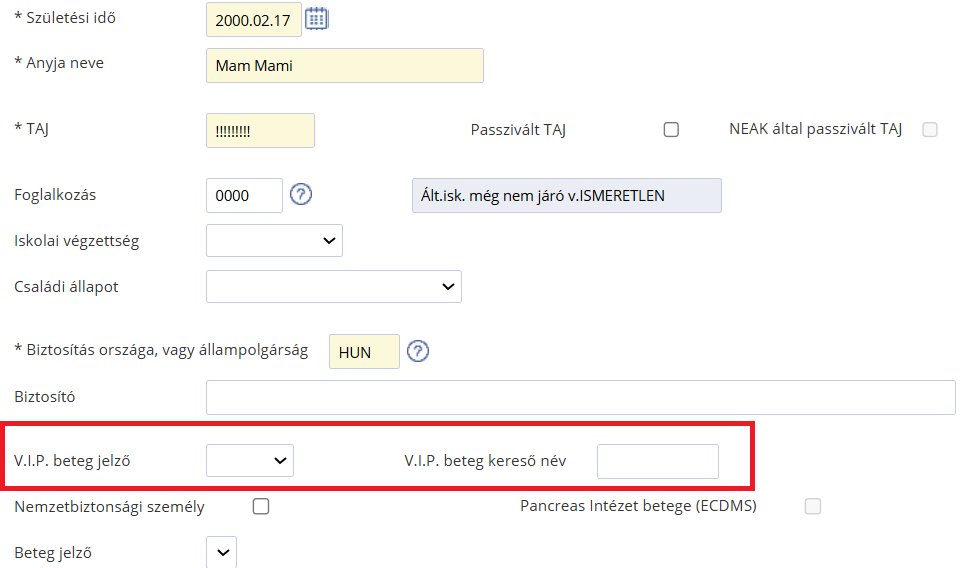 * Születési idő 2000.02.17
* Anyja neve Mam Mami
* TAJ !!!!!!!!! Passzivált TAJ NEAK által passzivált TAJ
Foglalkozás 0000 ? Ált.isk. még nem járó v.ISMERETLEN
Iskolai végzettség
Családi állapot
* Biztosítás országa, vagy állampolgárság HUN ?
Biztosító
V.I.P. beteg jelző V.I.P. beteg kereső név
Nemzetbiztonsági személy Pancreas Intézet betege (ECDMS)
Beteg jelző